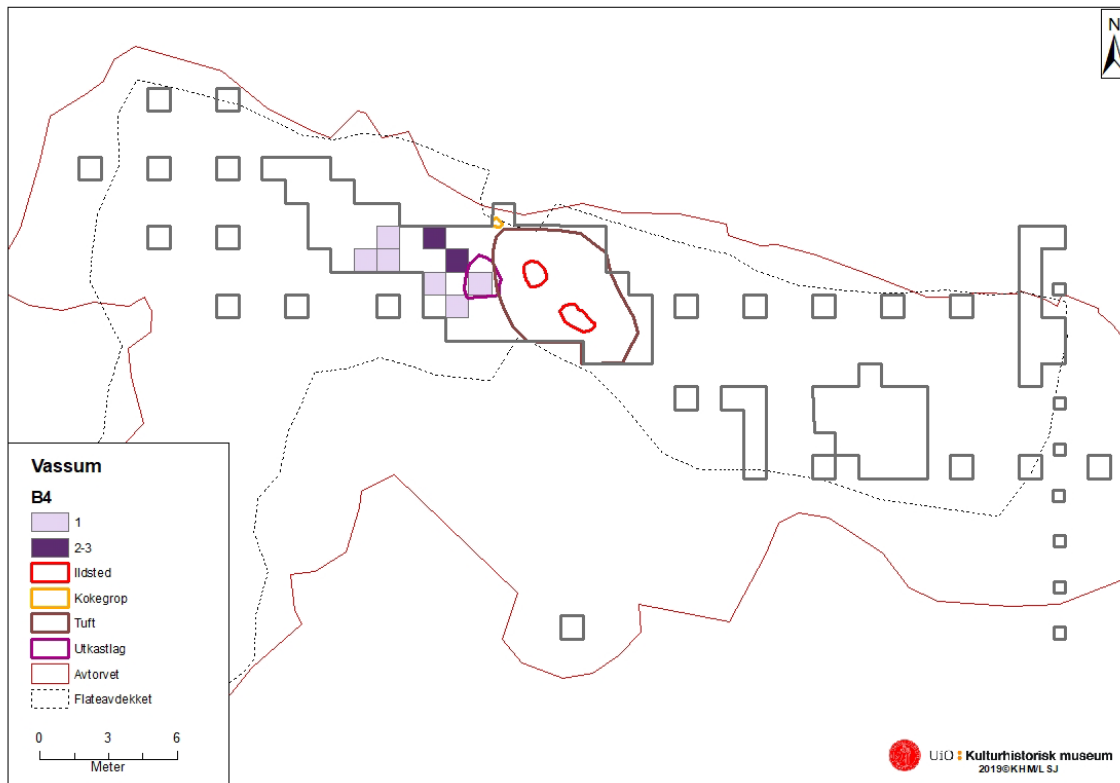 N
Vassum
B4
1
2-3
Ildsted
Kokegrop
Tuft
Utkastlag
Avtorvet
Flateavdekket
0 3 6
Meter
UiO Kulturhistorisk museum
2019©KHM/LSJ